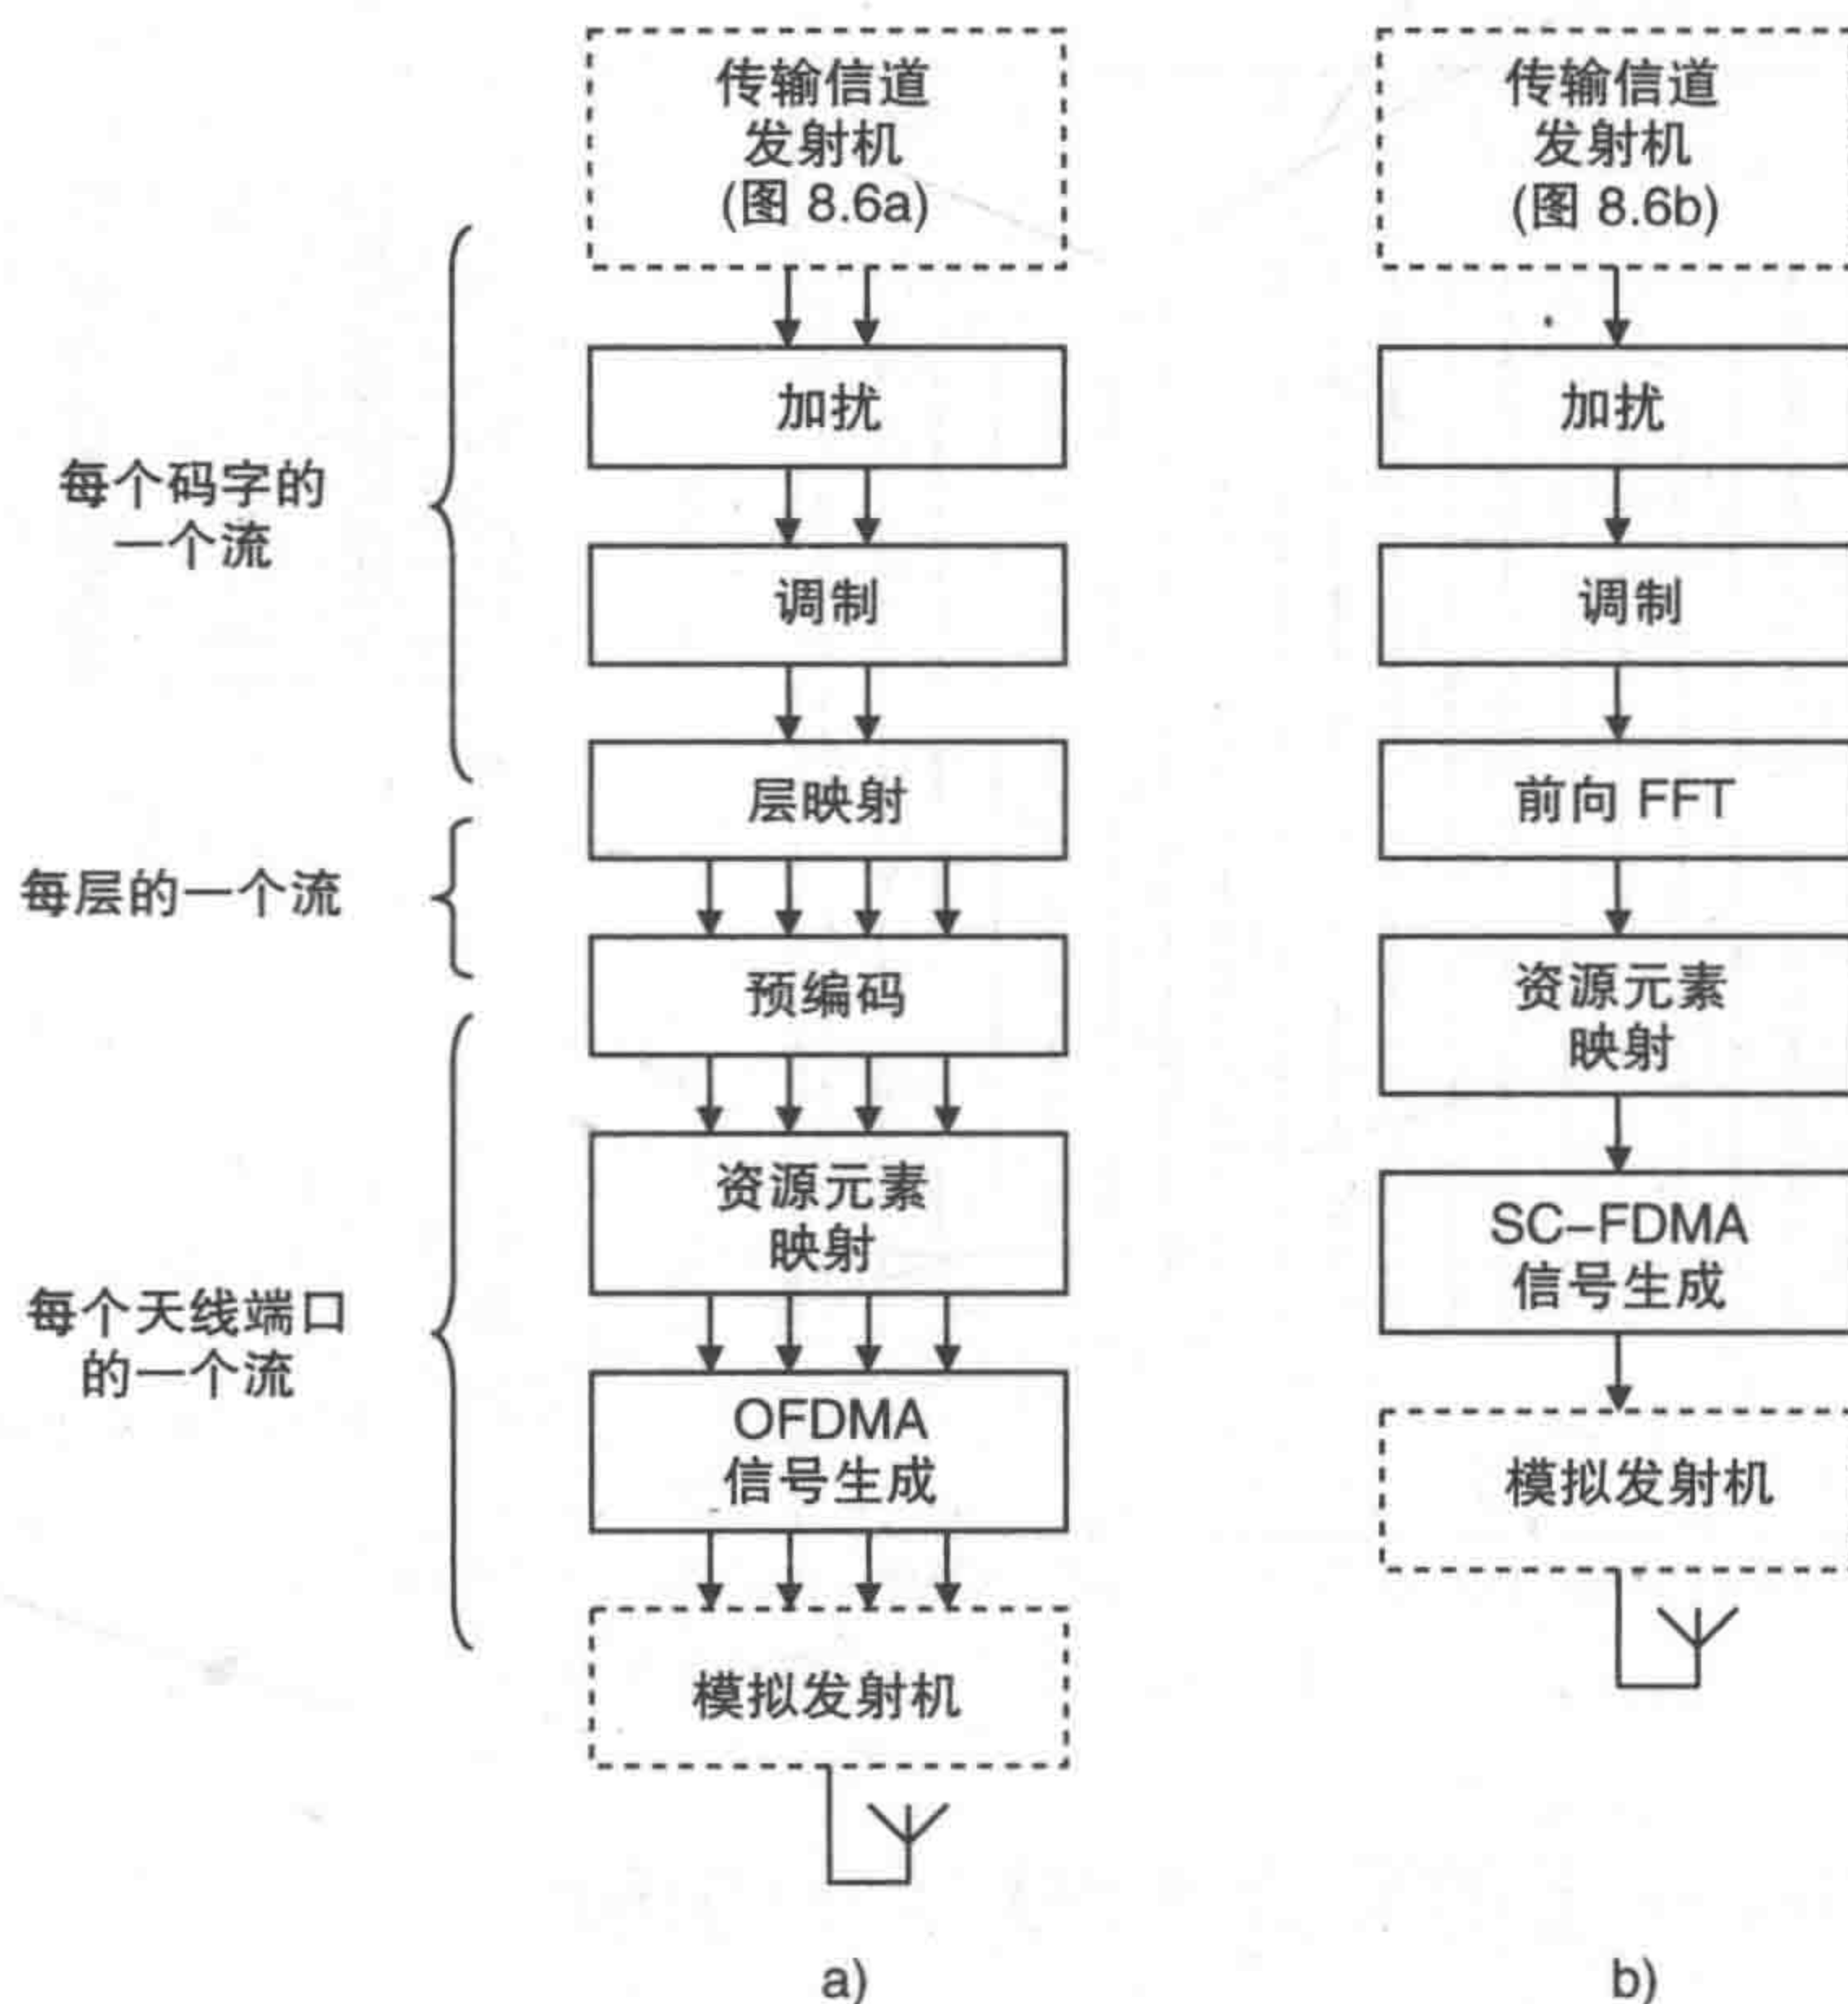 传输信道
发射机
(图 8.6a)
加扰
调制
层映射
预编码
资源元素
映射
OFDMA
信号生成
模拟发射机
每个码字的
一个流
每层的一个流
每个天线端口
的一个流
a)
传输信道
发射机
(图 8.6b)
加扰
调制
前向 FFT
资源元素
映射
SC-FDMA
信号生成
模拟发射机
b)